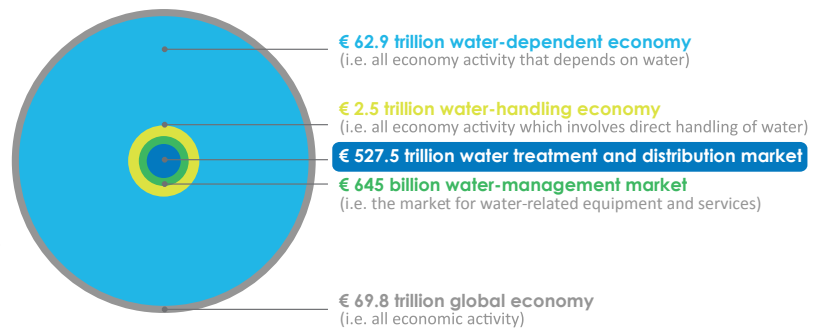 € 62.9 trillion water-dependent economy
(i.e. all economy activity that depends on water)
€ 2.5 trillion water-handling economy
(i.e. all economy activity which involves direct handling of water)
€ 527.5 trillion water treatment and distribution market
€ 645 billion water-management market
(i.e. the market for water-related equipment and services)
€ 69.8 trillion global economy
(i.e. all economic activity)